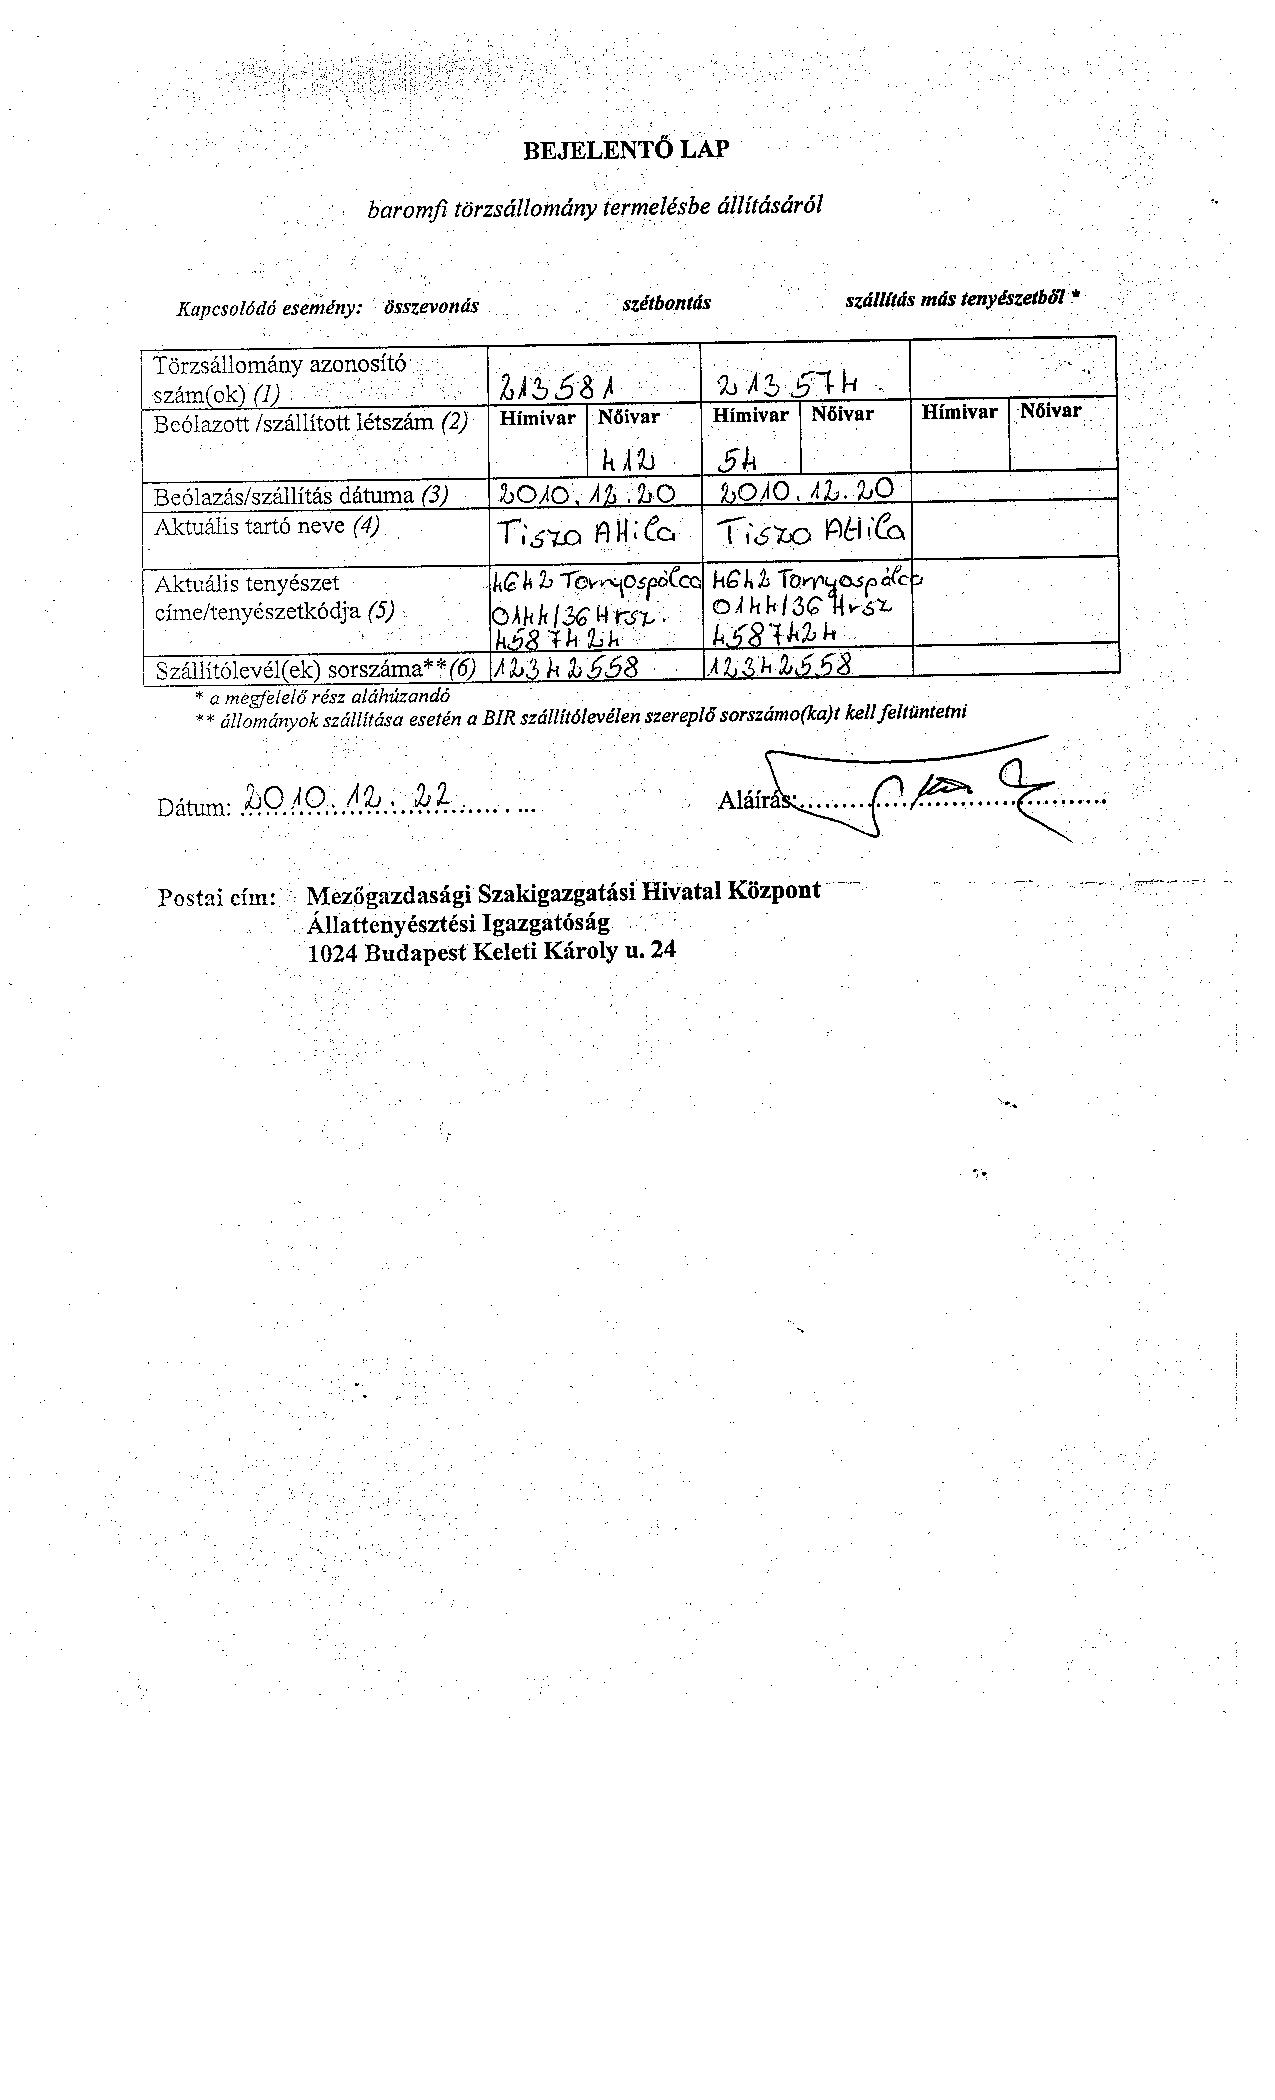 BEJELENTŐ LAP
baromfi törzsállomány termelésbe állításáról
Kapcsolódó esemény: összevonás szétbontás szállítás más tenyészetből *
Törzsállomány azonosító
szám(ok) (1) 213581 213574
Beólazott /szállított létszám (2) Hímivar Nőivar Hímivar Nőivar Hímivar Nőivar
412 54
Beólazás/szállítás dátuma (3) 2010.12.20 2010.12.20
Aktuális tartó neve (4) Tisza Attila Tisza Attila
Aktuális tenyészet 4642 Tornyospálca 4642 Tornyospálca
címe/tenyészetkódja (5) 0144/36 Hrsz. 0144/36 Hrsz
4587424 4587424
Szállítólevél(ek) sorszáma**(6) 12342558 12342558
* a megfelelő rész aláhúzandó
** állományok szállítása esetén a BIR szállítólevélen szereplő sorszámo(ka)t kell feltüntetni
Dátum: 2010.12.22. Aláírás:
Postai cím: Mezőgazdasági Szakigazgatási Hivatal Központ
Állattenyésztési Igazgatóság
1024 Budapest Keleti Károly u. 24